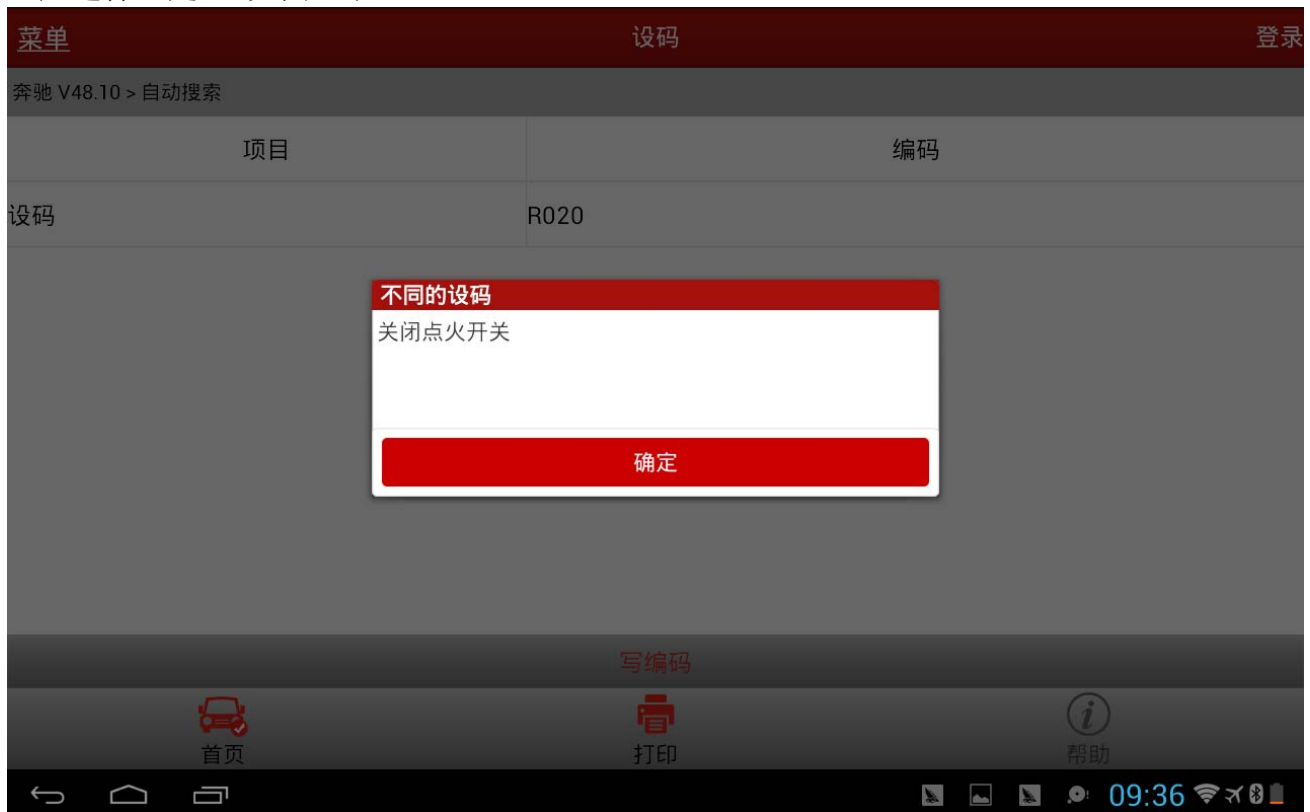 菜单 设码 登录
奔驰 V48.10 > 自动搜索
项目 编码
设码 R020
不同的设码
关闭点火开关
确定
写编码
首页 打印 帮助
09:36